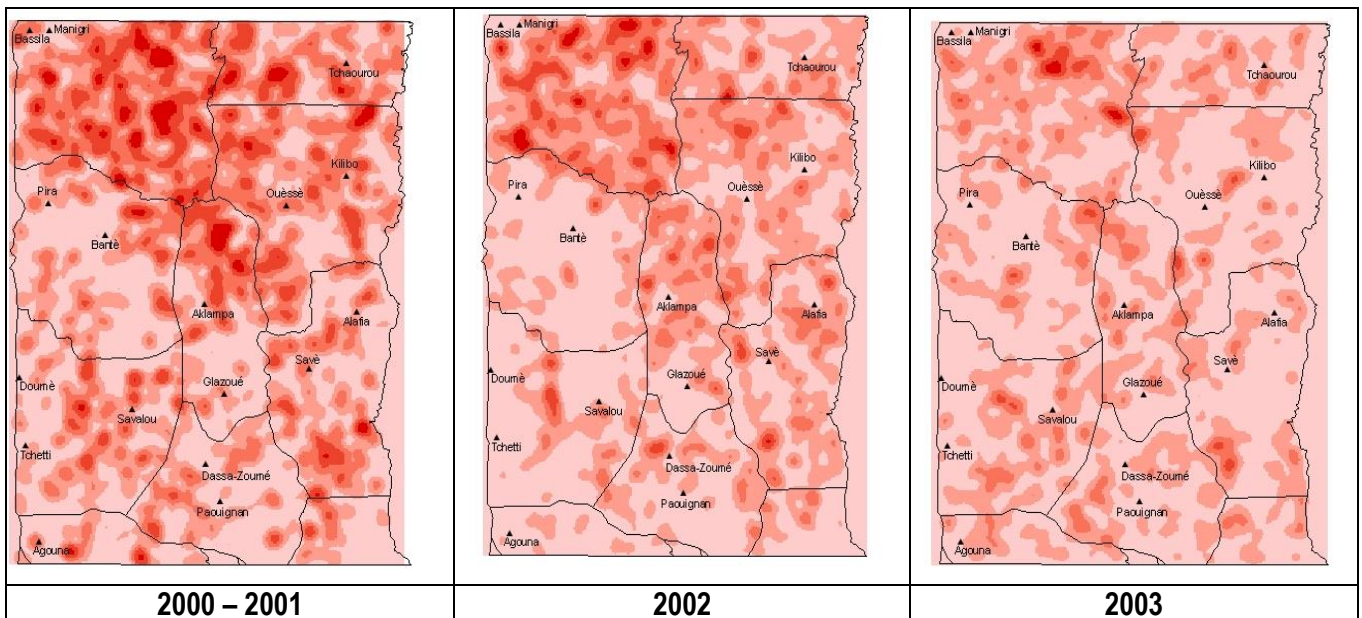 Bassila
Manigri
Tchaourou
Kilibo
Pira
Ouèssè
Bantè
Aklampa
Alafia
Savè
Doumè
Glazoué
Savalou
Tchetti
Dassa-Zoumé
Paouignan
Agouna
2000 – 2001
Bassila
Manigri
Tchaourou
Kilibo
Pira
Ouèssè
Bantè
Aklampa
Alafia
Savè
Doumè
Glazoué
Savalou
Tchetti
Dassa-Zoumé
Paouignan
Agouna
2002
Bassila
Manigri
Tchaourou
Kilibo
Pira
Ouèssè
Bantè
Aklampa
Alafia
Savè
Doumè
Glazoué
Savalou
Tchetti
Dassa-Zoumé
Paouignan
Agouna
2003